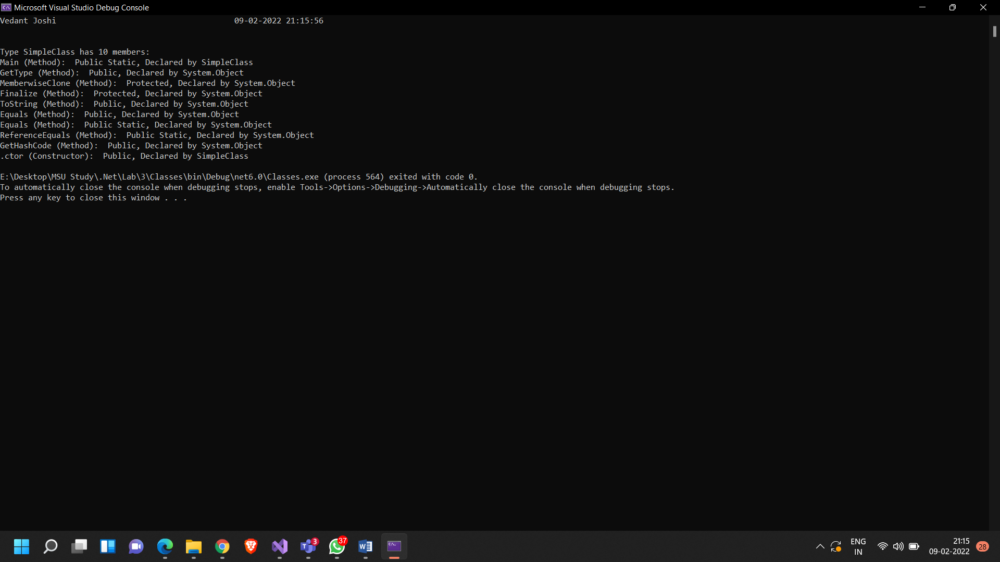 Microsoft Visual Studio Debug Console
Vedant Joshi 09-02-2022 21:15:56
Type SimpleClass has 10 members:
Main (Method):  Public Static, Declared by SimpleClass
GetType (Method):  Public, Declared by System.Object
MemberwiseClone (Method):  Protected, Declared by System.Object
Finalize (Method):  Protected, Declared by System.Object
ToString (Method):  Public, Declared by System.Object
Equals (Method):  Public, Declared by System.Object
Equals (Method):  Public Static, Declared by System.Object
ReferenceEquals (Method):  Public Static, Declared by System.Object
GetHashCode (Method):  Public, Declared by System.Object
.ctor (Constructor):  Public, Declared by SimpleClass
E:\Desktop\MSU Study\.Net\Lab\3\Classes\bin\Debug\net6.0\Classes.exe (process 564) exited with code 0.
To automatically close the console when debugging stops, enable Tools->Options->Debugging->Automatically close the console when debugging stops.
Press any key to close this window . . .
3
37
ENG
IN
21:15
09-02-2022
28